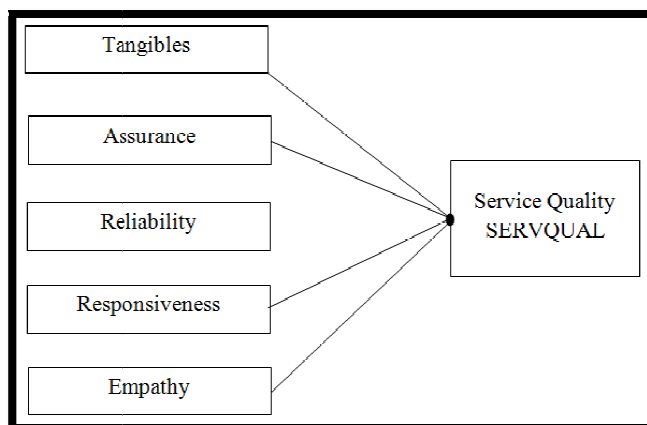 Tangibles
Assurance
Reliability
Responsiveness
Empathy
Service Quality
SERVQUAL